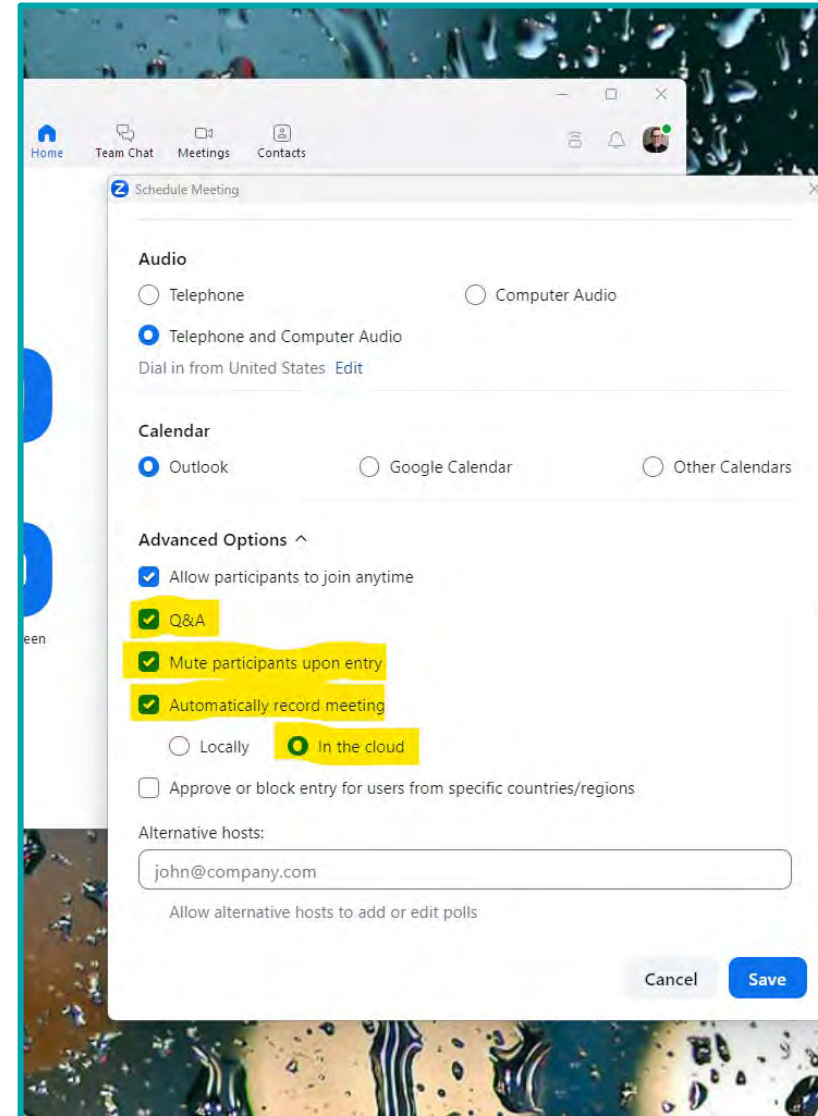 Home
Team Chat
Meetings
Contacts
Schedule Meeting
Audio
Telephone
Computer Audio
Telephone and Computer Audio
Dial in from United States Edit
Calendar
Outlook
Google Calendar
Other Calendars
Advanced Options
Allow participants to join anytime
Q&A
een
Mute participants upon entry
Automatically record meeting
Locally
In the cloud
Approve or block entry for users from specific countries/regions
Alternative hosts:
john@company.com
Allow alternative hosts to add or edit polls
Cancel
Save